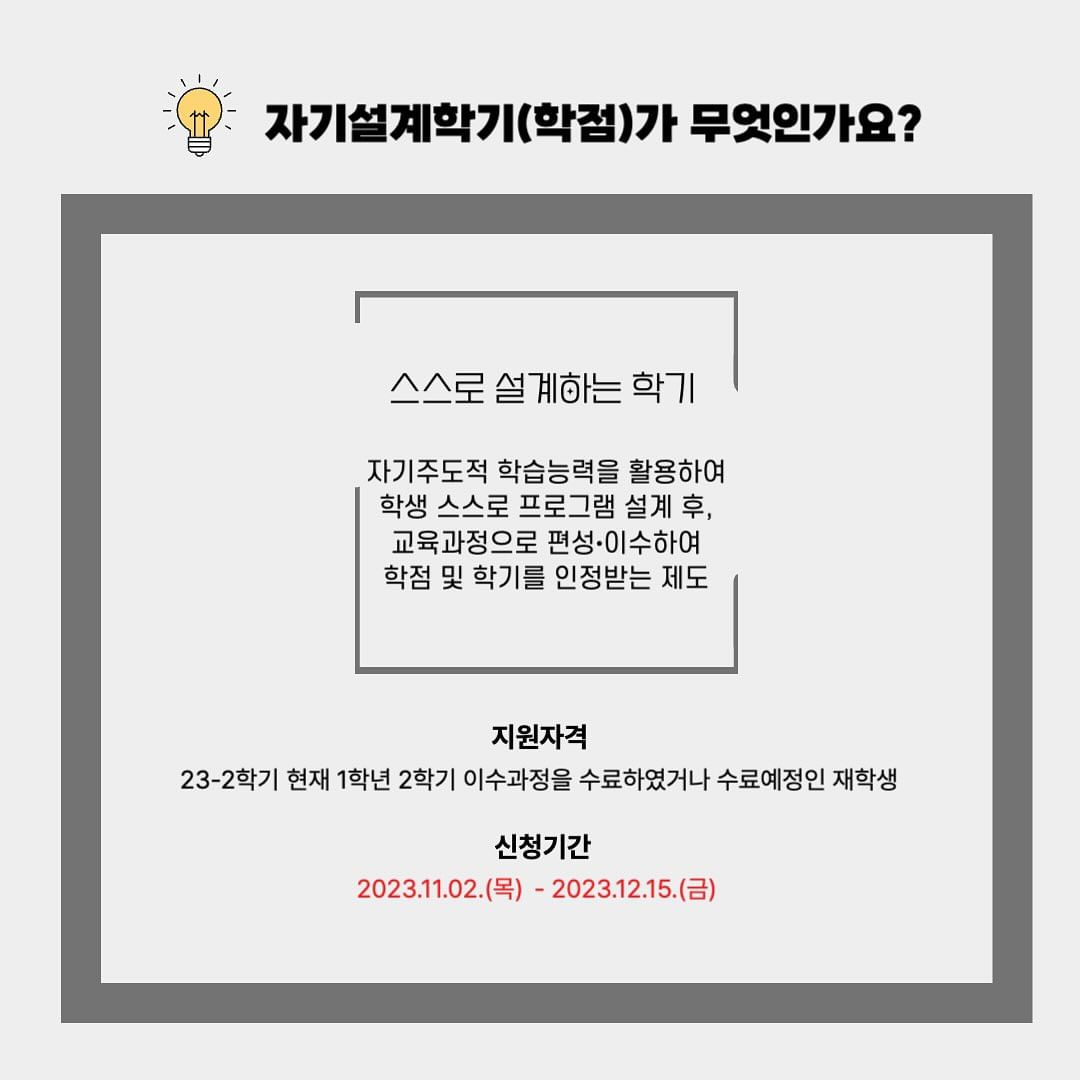 자기설계학기(학점)가 무엇인가요?
스스로 설계하는 학기
자기주도적 학습능력을 활용하여
학생 스스로 프로그램 설계 후,
교육과정으로 편성•이수하여
학점 및 학기를 인정받는 제도
지원자격
23-2학기 현재 1학년 2학기 이수과정을 수료하였거나 수료예정인 재학생
신청기간
2023.11.02.(목) - 2023.12.15.(금)